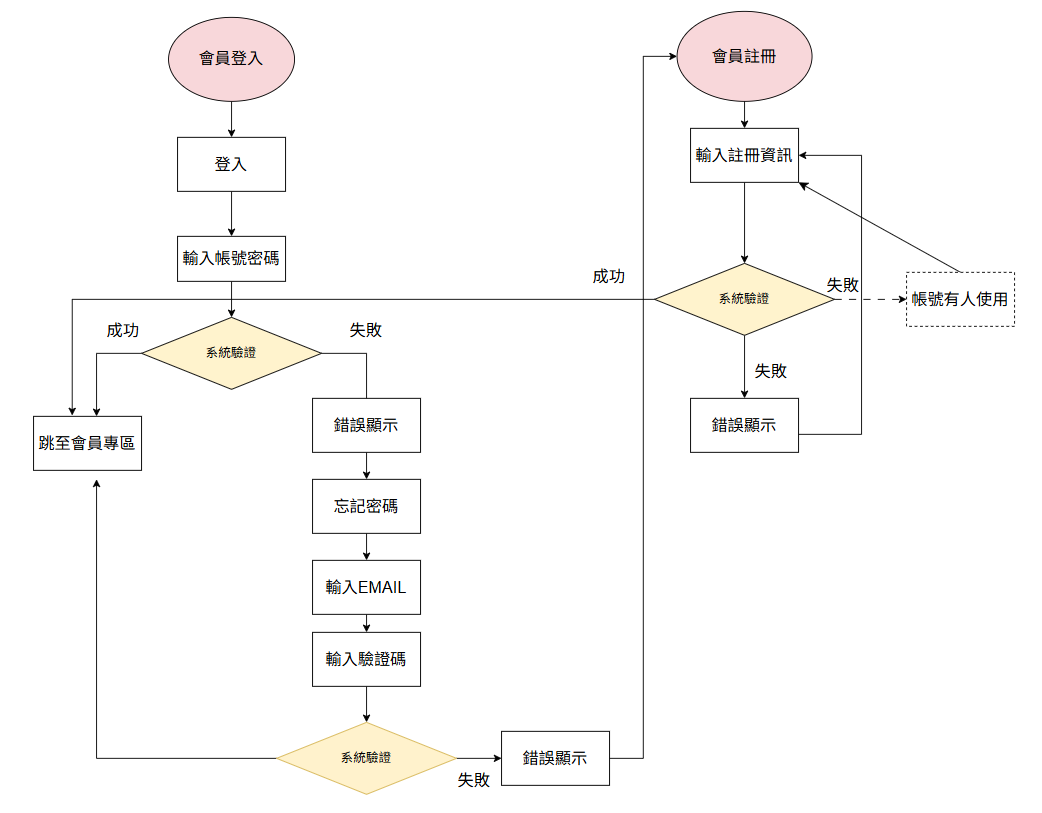 會員登入
登入
輸入帳號密碼
系統驗證
成功
失敗
跳至會員專區
錯誤顯示
忘記密碼
輸入EMAIL
輸入驗證碼
系統驗證
失敗
錯誤顯示
會員註冊
輸入註冊資訊
成功
系統驗證
失敗
帳號有人使用
失敗
錯誤顯示